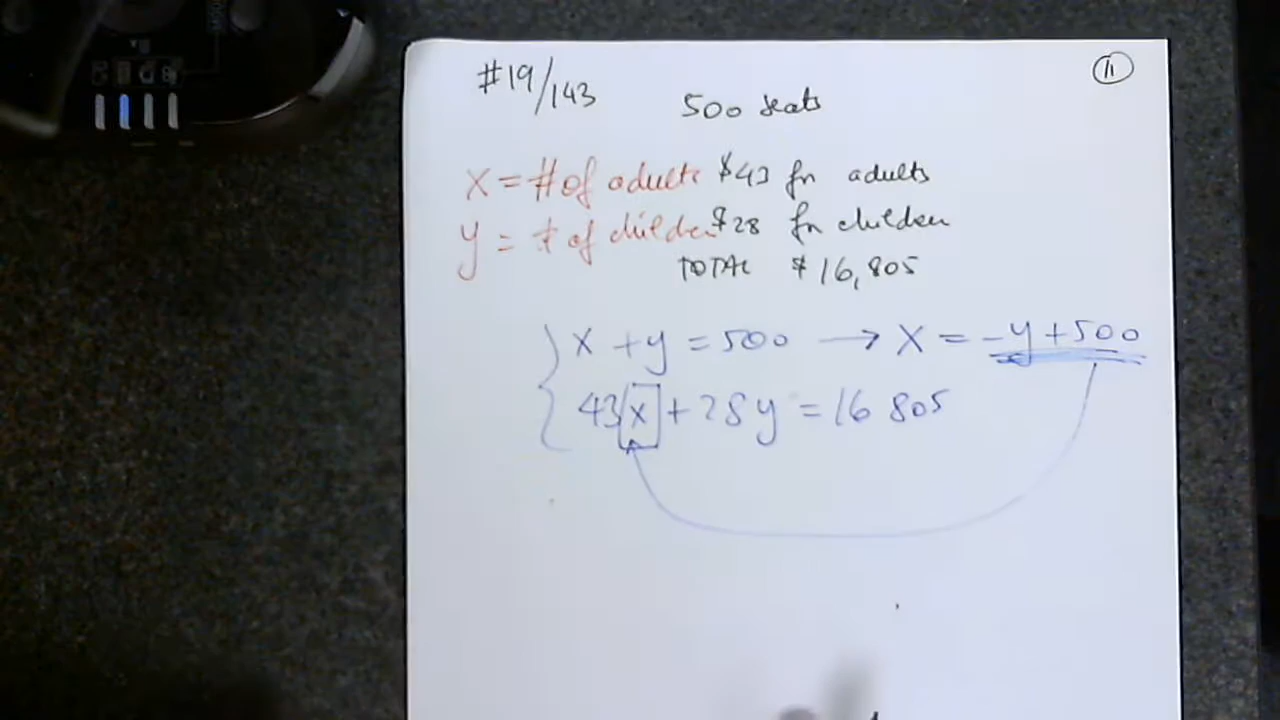 #19/143
11
500 seats
x = # of adults $43 for adults
y = # of children $28 for children
TOTAL $16,805
x + y = 500 → x = -y + 500
43x + 28y = 16 805